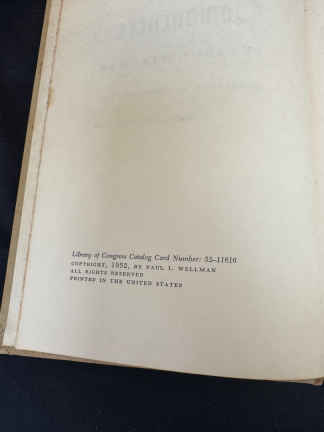 Library of Congress Catalog Card Number: 52-11616
COPYRIGHT, 1952, BY PAUL I. WELLMAN
ALL RIGHTS RESERVED
PRINTED IN THE UNITED STATES